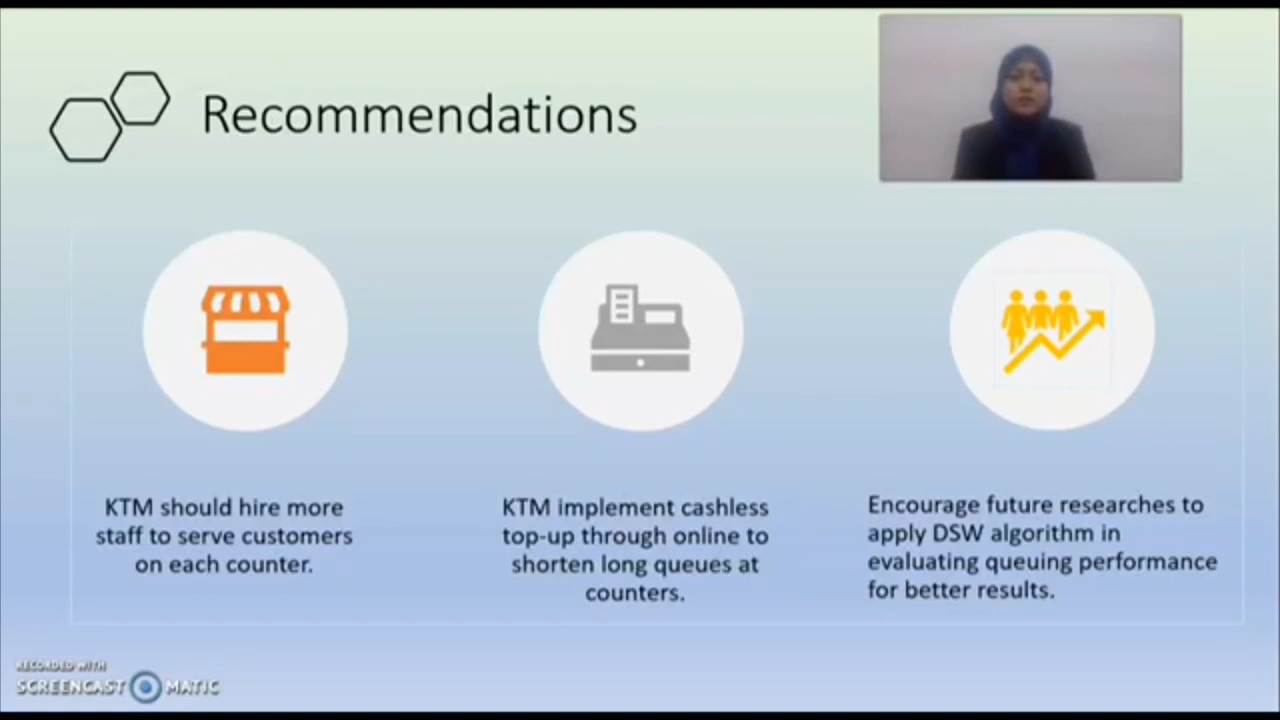 Recommendations
KTM should hire more
staff to serve customers
on each counter.
KTM implement cashless
top-up through online to
shorten long queues at
counters.
Encourage future researches to
apply DSW algorithm in
evaluating queuing performance
for better results.
RECORDED WITH
SCREENCAST MATIC